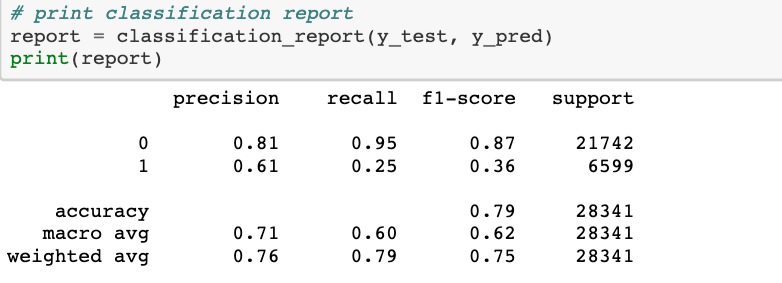 # print classification report
report = classification_report(y_test, y_pred)
print(report)
precision recall f1-score support
0 0.81 0.95 0.87 21742
1 0.61 0.25 0.36 6599
accuracy 0.79 28341
macro avg 0.71 0.60 0.62 28341
weighted avg 0.76 0.79 0.75 28341